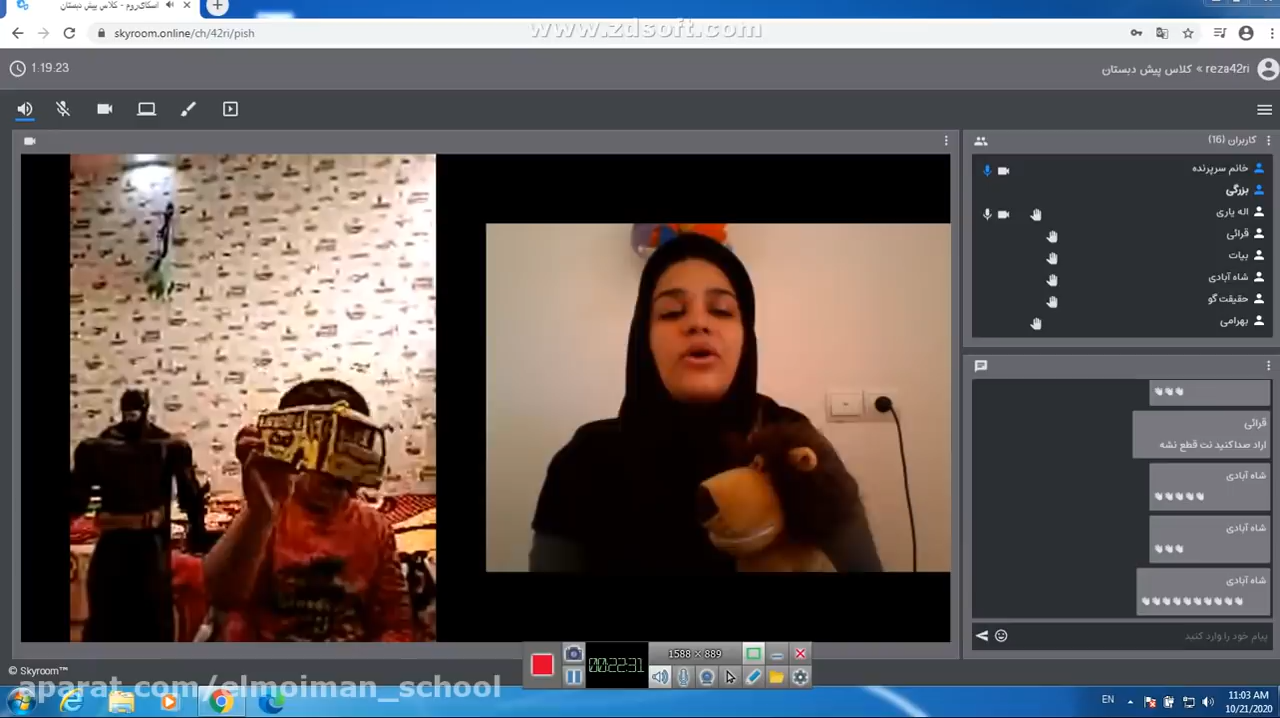 اسکای‌روم - کلاس پیش دبستان
www.zdsoft.com
skyroom.online/ch/42ri/pish
1:19.23
reza42ri » کلاس پیش دبستان
کاربران (16)
خانم سرپرنده
بزرگی
اله یاری
قرائی
بیات
شاه آبادی
حقیقت گو
بهرامی
قرائی
اراد صداکنید نت قطع نشه
شاه آبادی
شاه آبادی
شاه آبادی
پیام خود را وارد کنید
© Skyroom™
00:22:31
1588 × 889
aparat.com/elmoiman_school
EN
11:03 AM
10/21/2020